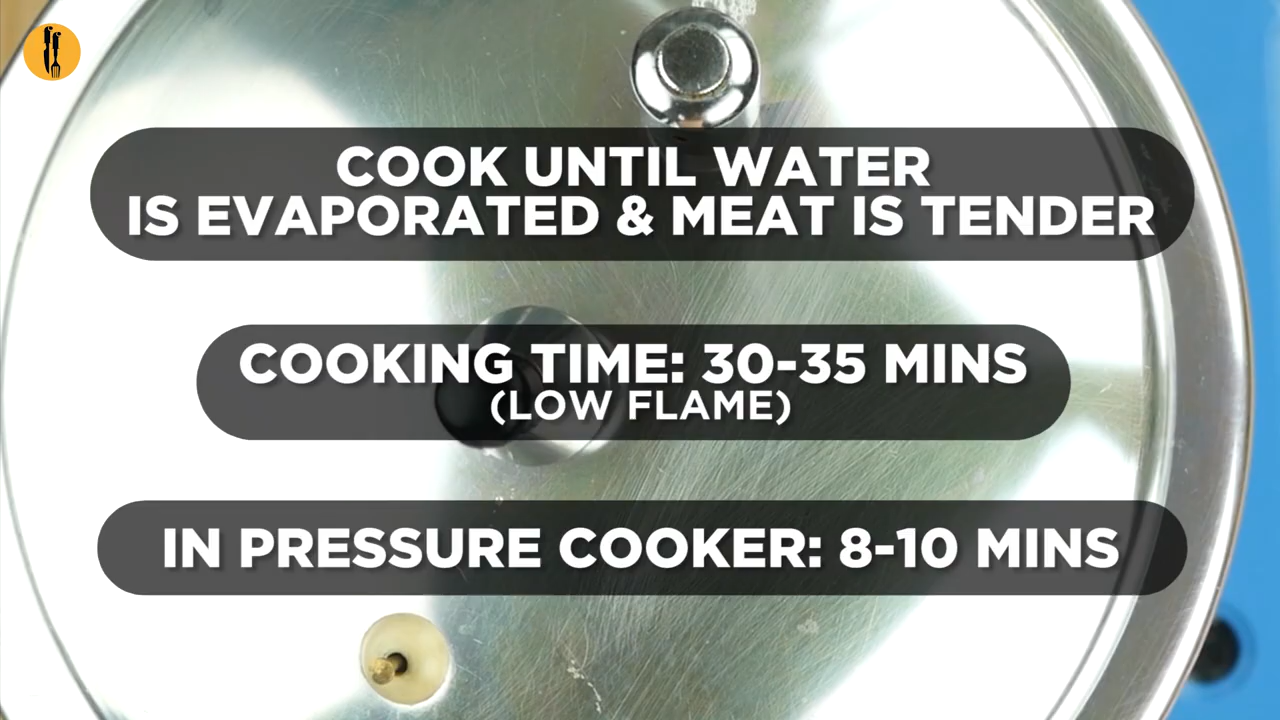 COOK UNTIL WATER
IS EVAPORATED & MEAT IS TENDER
COOKING TIME: 30-35 MINS
(LOW FLAME)
IN PRESSURE COOKER: 8-10 MINS